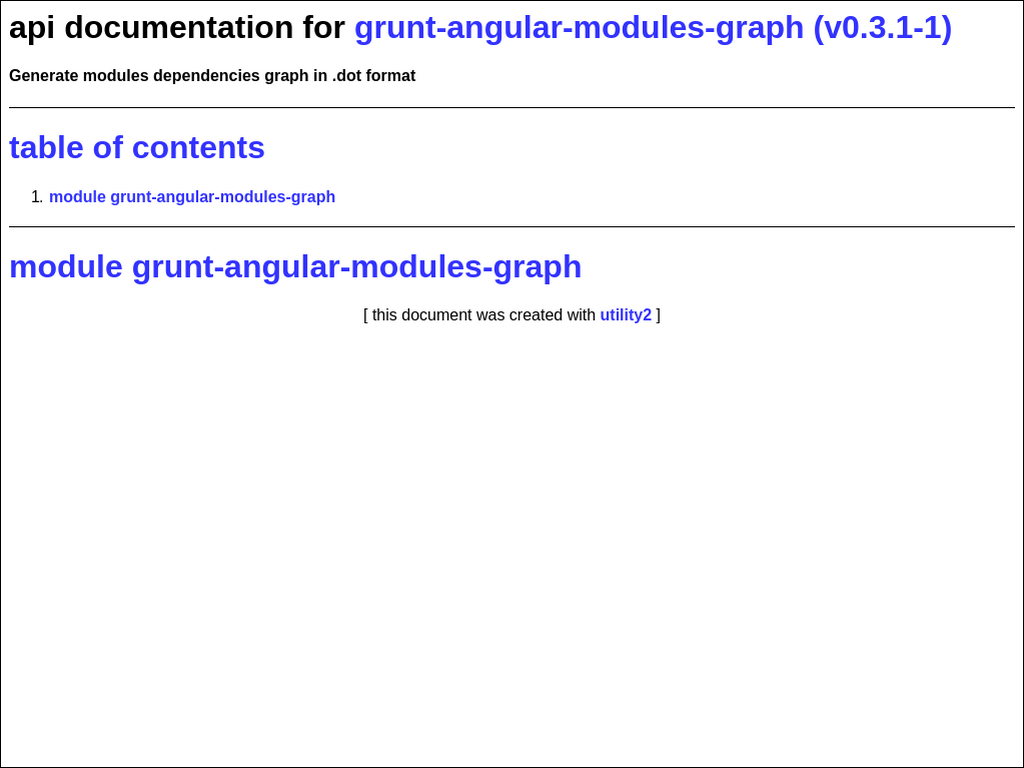 api documentation for grunt-angular-modules-graph (v0.3.1-1)
Generate modules dependencies graph in .dot format
table of contents
1. module grunt-angular-modules-graph
module grunt-angular-modules-graph
[ this document was created with utility2 ]